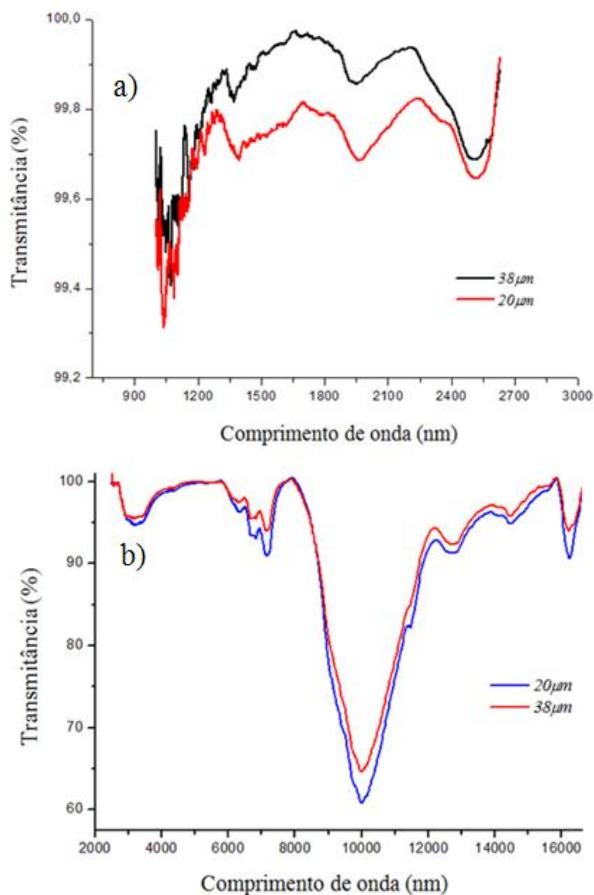 100,0
99,8
99,6
99,4
99,2
Transmitância (%)
a)
38μm
20μm
900 1200 1500 1800 2100 2400 2700 3000
Comprimento de onda (nm)
100
90
80
70
60
Transmitância (%)
b)
20μm
38μm
2000 4000 6000 8000 10000 12000 14000 16000
Comprimento de onda (nm)